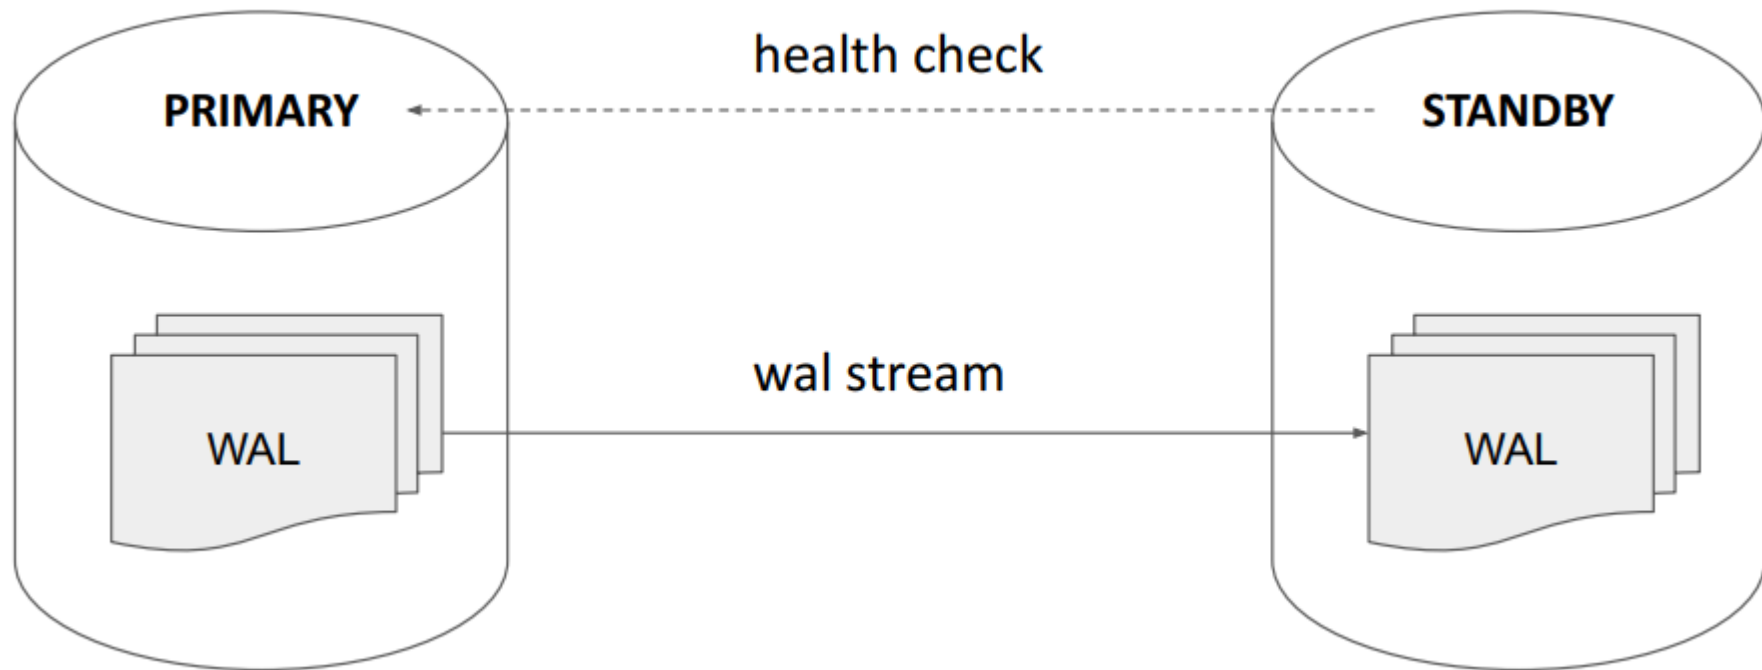 health check
PRIMARY
STANDBY
wal stream
WAL
WAL